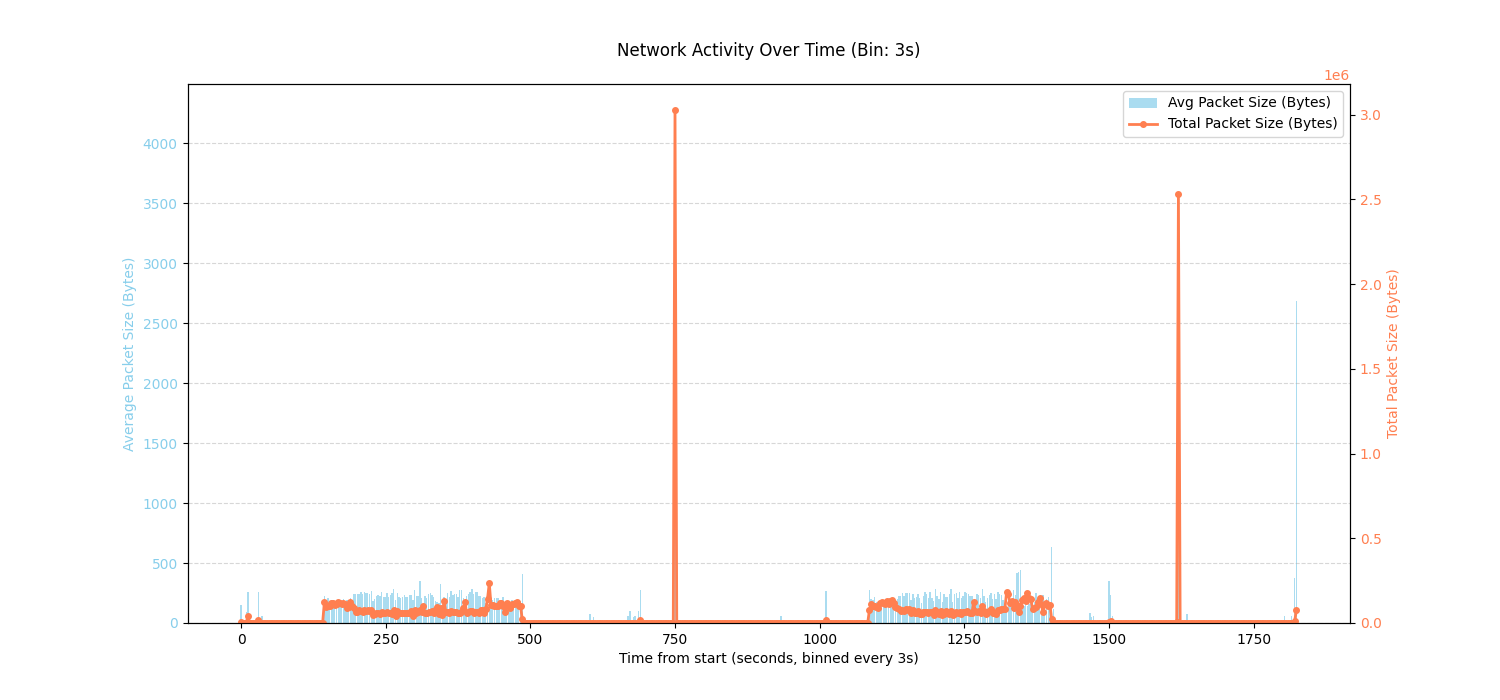 Network Activity Over Time (Bin: 3s)
1e6
Avg Packet Size (Bytes)
Total Packet Size (Bytes)
4000
3500
3000
2500
2000
1500
1000
500
0
Average Packet Size (Bytes)
3.0
2.5
2.0
1.5
1.0
0.5
0.0
Total Packet Size (Bytes)
0 250 500 750 1000 1250 1500 1750
Time from start (seconds, binned every 3s)